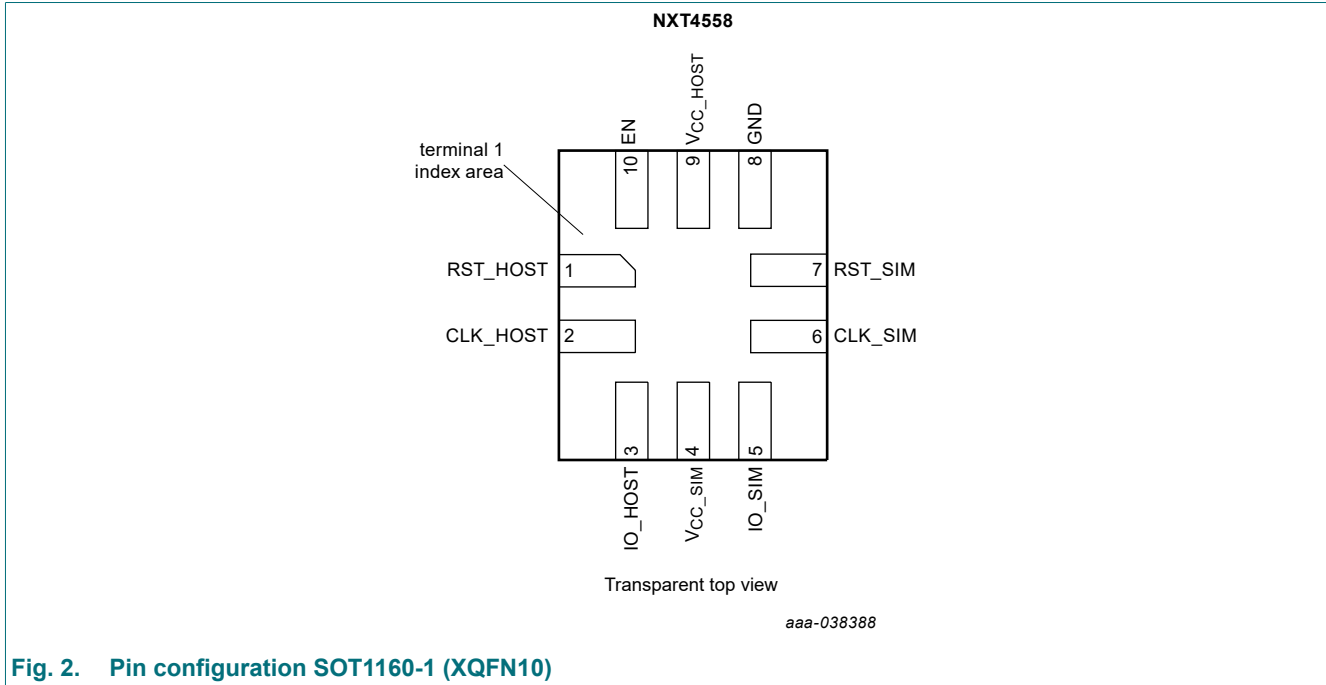 NXT4558
10 EN
9 VCC_HOST
8 GND
terminal 1
index area
RST_HOST 1
7 RST_SIM
CLK_HOST 2
6 CLK_SIM
IO_HOST 3
VCC_SIM 4
IO_SIM 5
Transparent top view
aaa-038388
Fig. 2. Pin configuration SOT1160-1 (XQFN10)